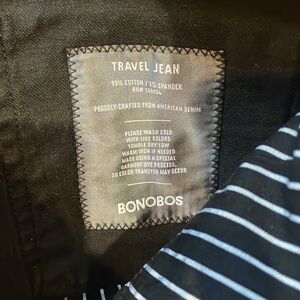 TRAVEL JEAN
99% COTTON / 1% SPANDEX
PROUDLY CRAFTED FROM AMERICAN DENIM
PLEASE WASH COLD
WITH LIKE COLORS
TUMBLE DRY LOW
WARM IRON IF NEEDED
MADE USING A SPECIAL
GARMENT DYE PROCESS,
SO COLOR TRANSFER MAY OCCUR
BONOBOS